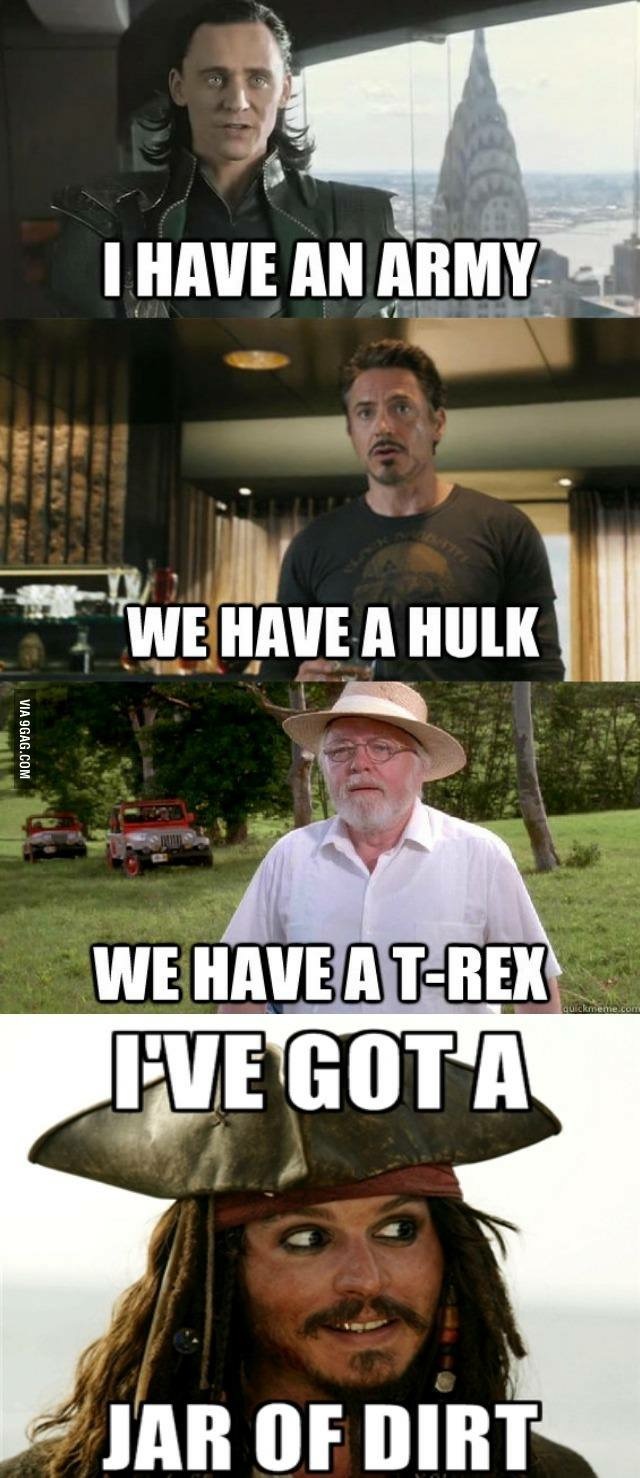 I HAVE AN ARMY
WE HAVE A HULK
VIA 9GAG.COM
WE HAVE A T-REX
quickmeme.com
I'VE GOT A
JAR OF DIRT